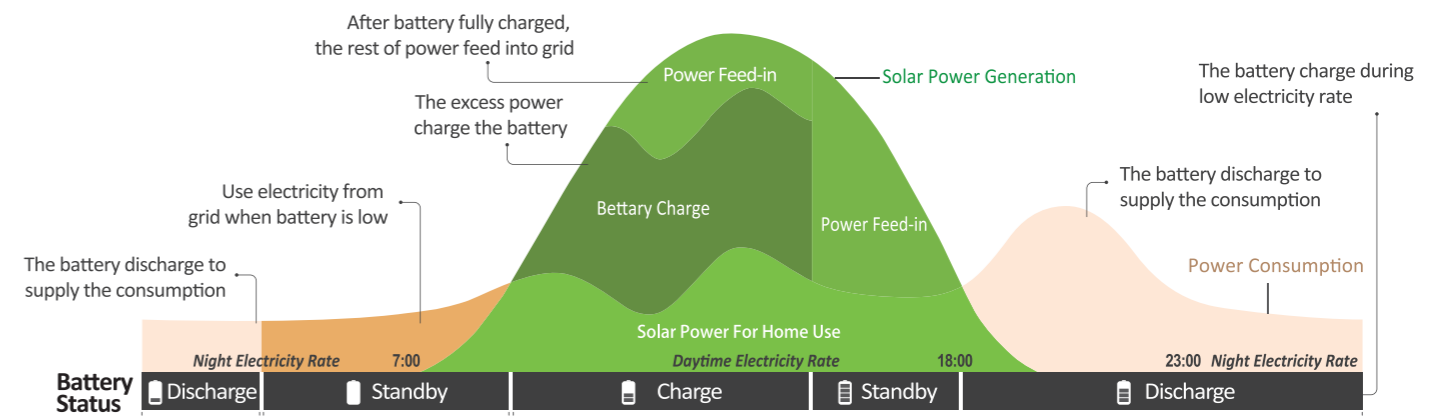 After battery fully charged,
the rest of power feed into grid
The excess power
charge the battery
Use electricity from
grid when battery is low
The battery discharge to
supply the consumption
Power Feed-in
Solar Power Generation
The battery charge during
low electricity rate
The battery discharge to
supply the consumption
Bettary Charge
Power Feed-in
Power Consumption
Solar Power For Home Use
Night Electricity Rate
7:00
Daytime Electricity Rate
18:00
23:00
Night Electricity Rate
Battery
Status
Discharge
Standby
Charge
Standby
Discharge